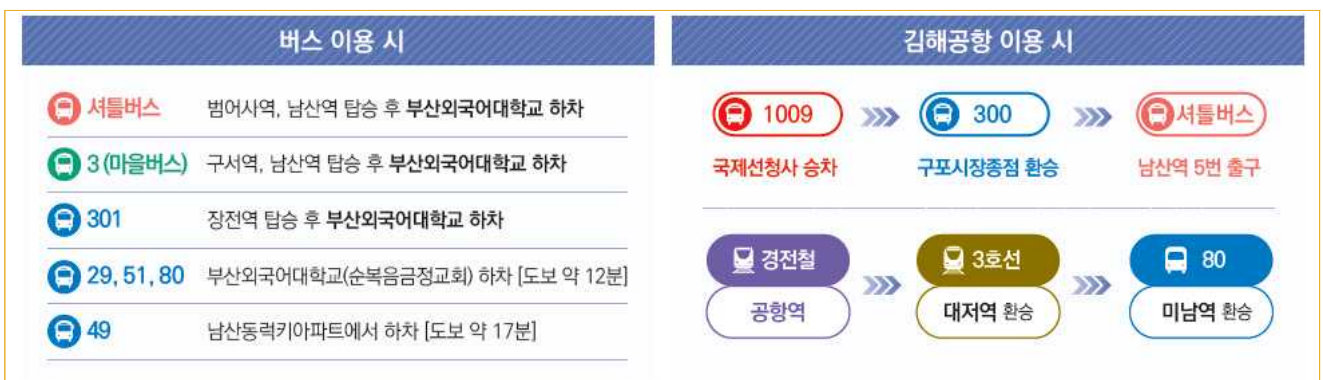 버스 이용 시
셔틀버스 범어사역, 남산역 탑승 후 부산외국어대학교 하차
3 (마을버스) 구서역, 남산역 탑승 후 부산외국어대학교 하차
301 장전역 탑승 후 부산외국어대학교 하차
29, 51, 80 부산외국어대학교(순복음금정교회) 하차 [도보 약 12분]
49 남산동럭키아파트에서 하차 [도보 약 17분]
김해공항 이용 시
1009 300 셔틀버스
국제선청사 승차 구포시장종점 환승 남산역 5번 출구
경전철 3호선 80
공항역 대저역 환승 미남역 환승